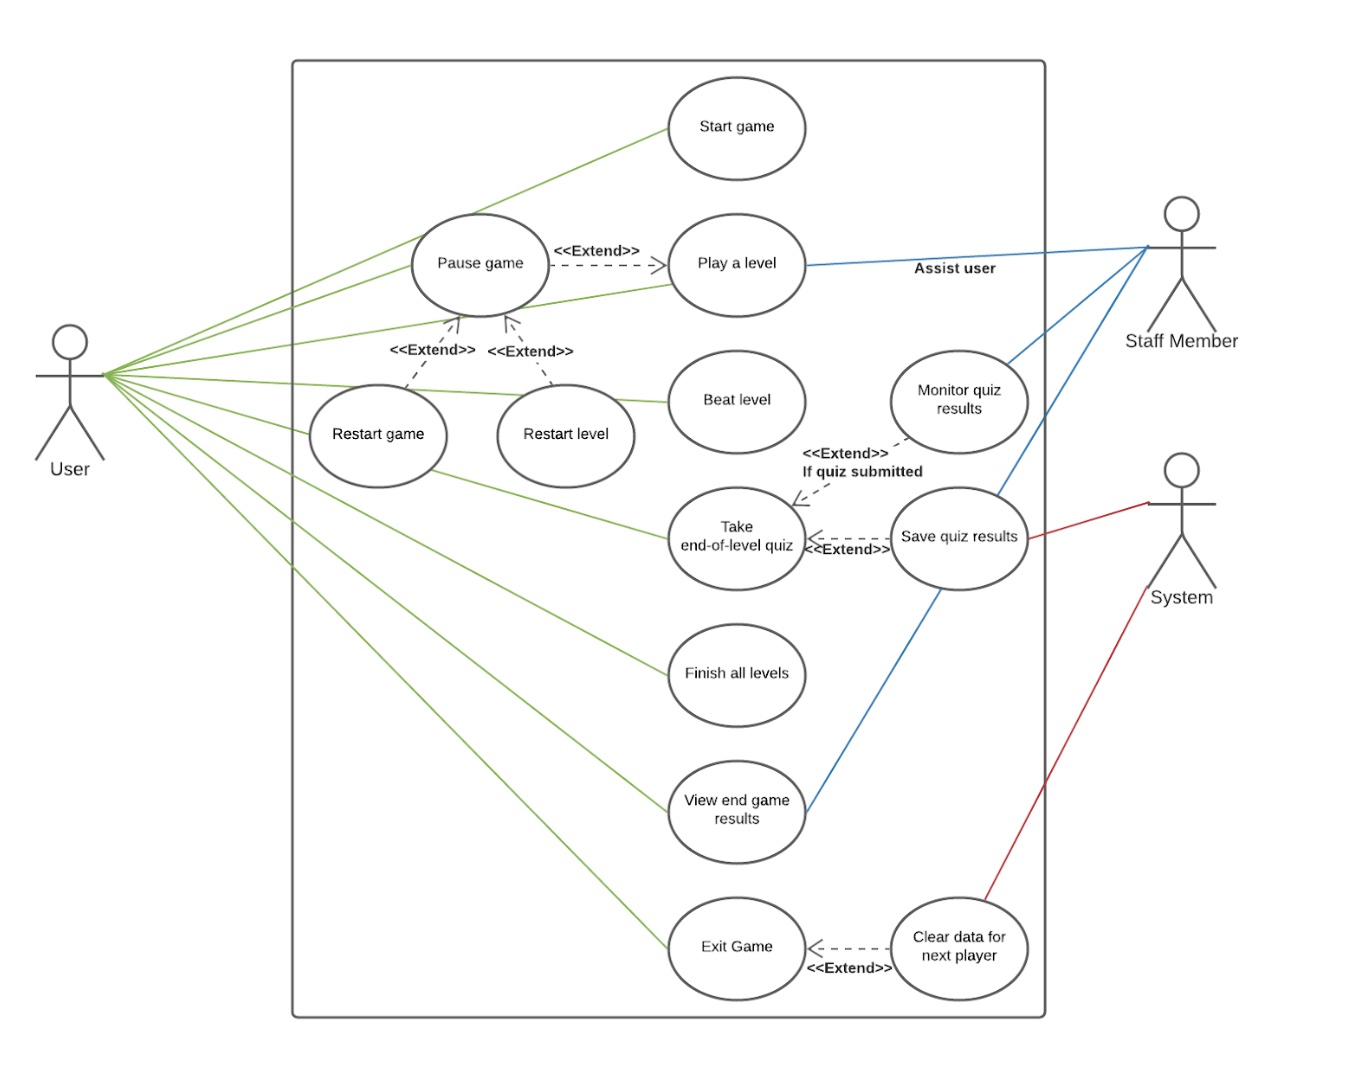 Start game
Pause game
<<Extend>>
Play a level
Assist user
Staff Member
<<Extend>>
<<Extend>>
Beat level
Monitor quiz
results
User
Restart game
Restart level
<<Extend>>
If quiz submitted
Take
end-of-level quiz
<<Extend>>
Save quiz results
System
Finish all levels
View end game
results
Exit Game
<<Extend>>
Clear data for
next player